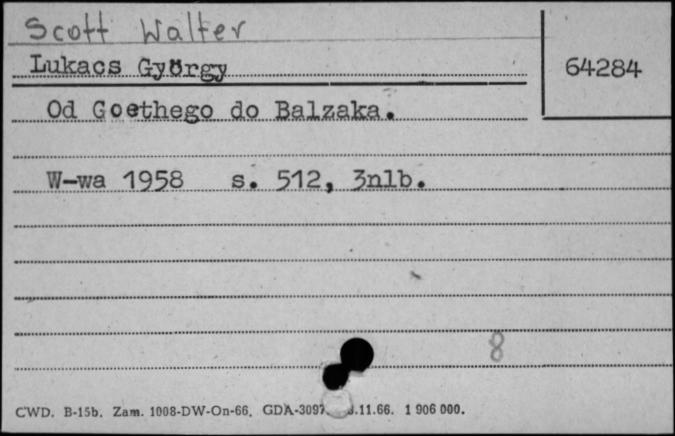 Scott Walter
Lukacs György
64284
Od Goethego do Balzaka.
W-wa 1958 s. 512, 3nlb.
8
CWD. B-15b. Zam. 1008-DW-On-66. GDA-3097 .11.66. 1 906 000.